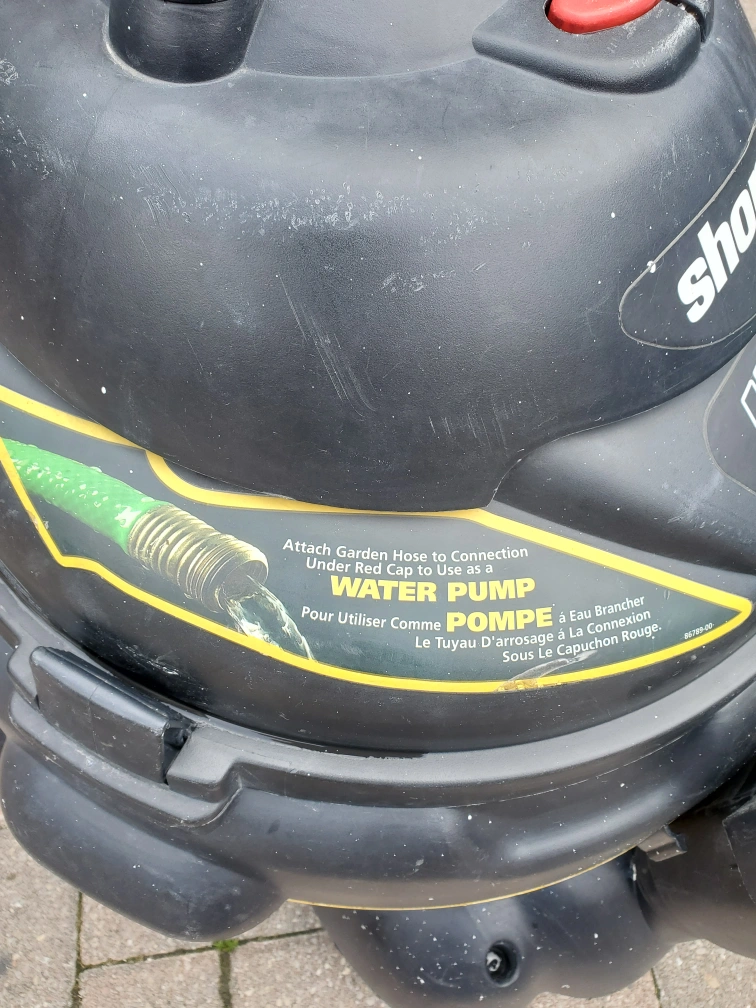 sho
Attach Garden Hose to Connection
Under Red Cap to Use as a
WATER PUMP
Pour Utiliser Comme POMPE á Eau Brancher
Le Tuyau D'arrosage á La Connexion
Sous Le Capuchon Rouge.
86789-00